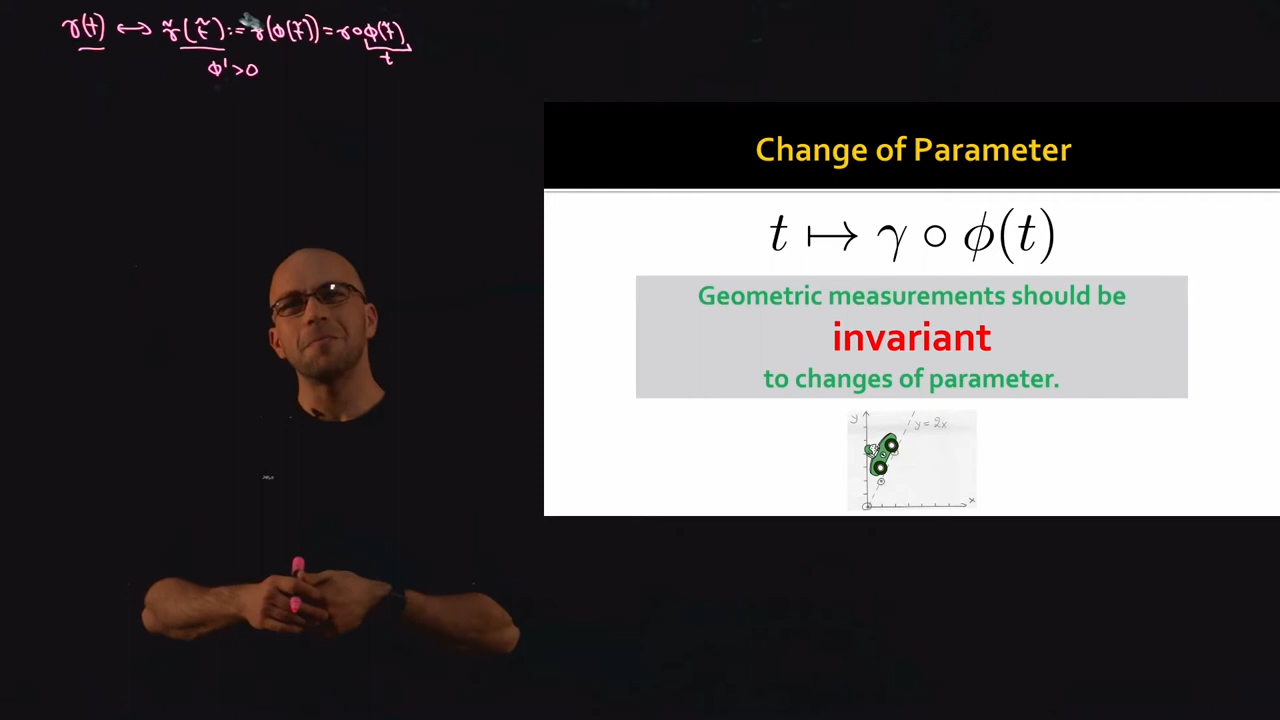 γ(t) ↔ γ̃(t̃) := γ(φ(t̃)) = γ∘φ(t̃)
t
φ' > 0
Change of Parameter
t ↦ γ ∘ φ(t)
Geometric measurements should be
invariant
to changes of parameter.
y
y = 2x
x